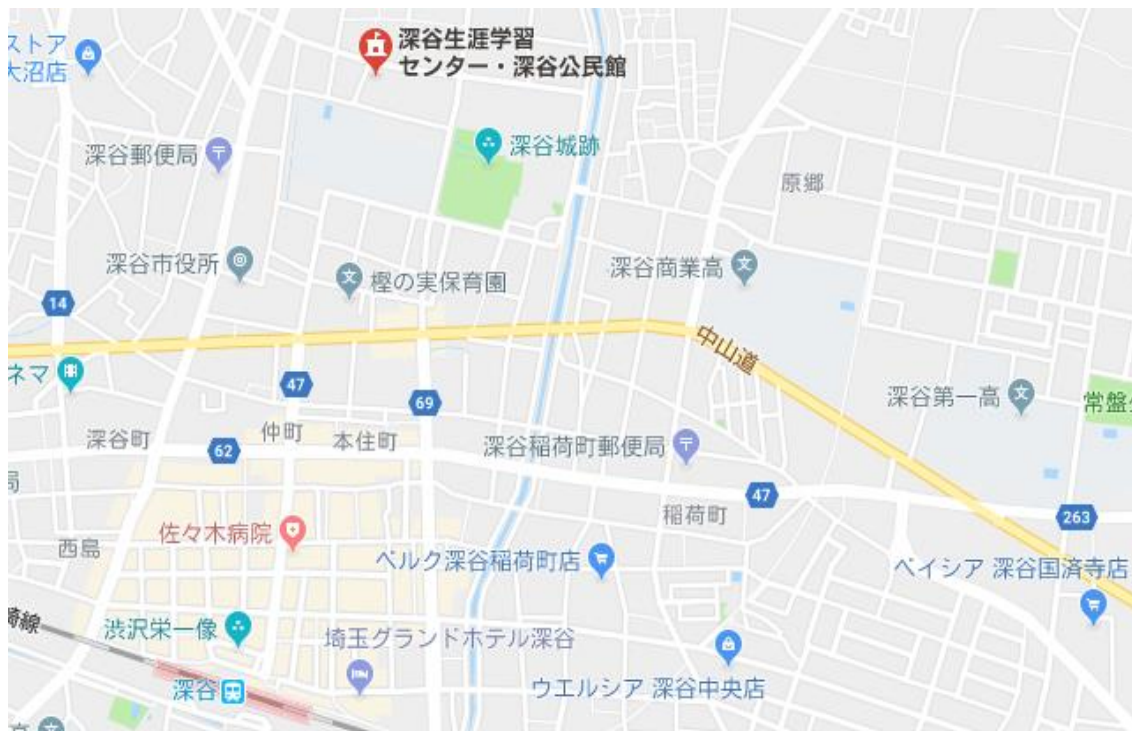 ストア
大沼店
深谷生涯学習
センター・深谷公民館
深谷郵便局
深谷城跡
原郷
深谷市役所
樫の実保育園
深谷商業高
14
中山道
ネマ
47
69
深谷第一高
常盤
深谷町
62
仲町
本住町
深谷稲荷町郵便局
局
47
稲荷町
263
西島
佐々木病院
ベルク深谷稲荷町店
ベイシア 深谷国済寺店
崎線
渋沢栄一像
埼玉グランドホテル深谷
深谷
ウエルシア 深谷中央店